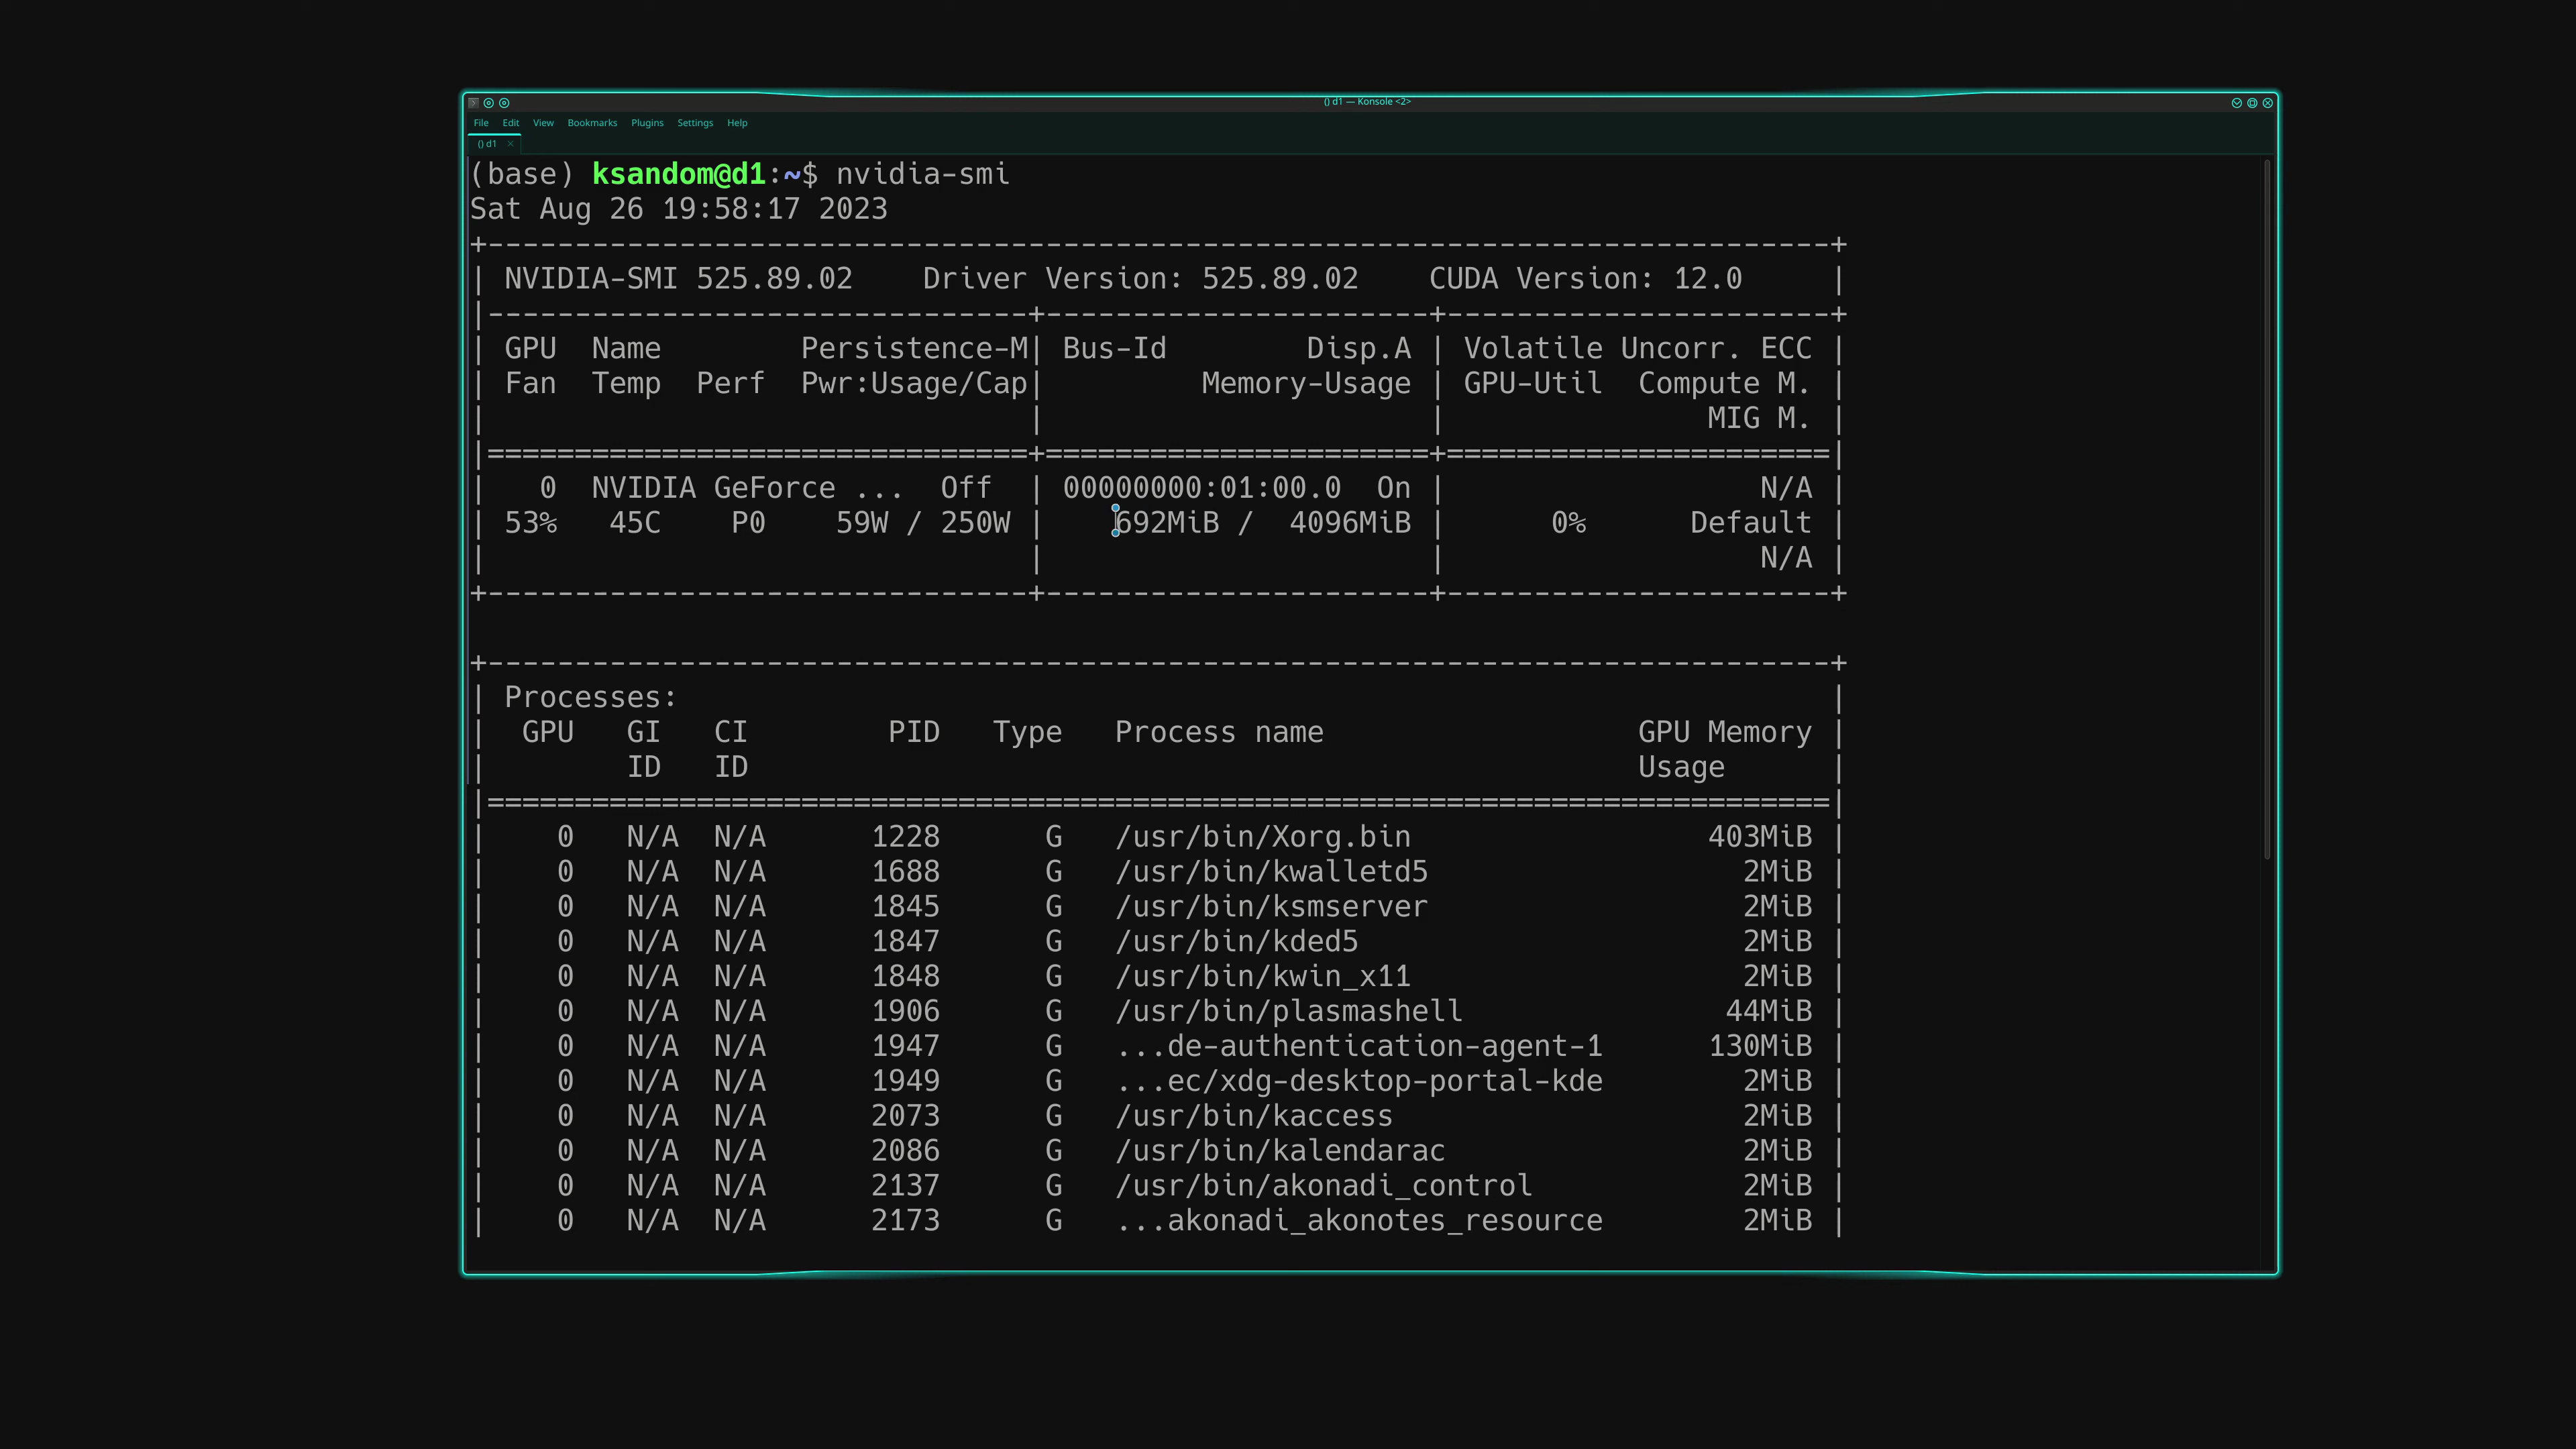 () d1 — Konsole <2>
File Edit View Bookmarks Plugins Settings Help
() d1
(base) ksandom@d1:~$ nvidia-smi
Sat Aug 26 19:58:17 2023
+-----------------------------------------------------------------------------+
| NVIDIA-SMI 525.89.02    Driver Version: 525.89.02    CUDA Version: 12.0     |
|-------------------------------+----------------------+----------------------+
| GPU  Name        Persistence-M| Bus-Id        Disp.A | Volatile Uncorr. ECC |
| Fan  Temp  Perf  Pwr:Usage/Cap|         Memory-Usage | GPU-Util  Compute M. |
|                               |                      |               MIG M. |
|===============================+======================+======================|
|   0  NVIDIA GeForce ...  Off  | 00000000:01:00.0  On |                  N/A |
| 53%   45C    P0    59W / 250W |    692MiB /  4096MiB |      0%      Default |
|                               |                      |                  N/A |
+-------------------------------+----------------------+----------------------+
+-----------------------------------------------------------------------------+
| Processes:                                                                  |
|  GPU   GI   CI        PID   Type   Process name                  GPU Memory |
|        ID   ID                                                   Usage      |
|=============================================================================|
|    0   N/A  N/A      1228      G   /usr/bin/Xorg.bin                 403MiB |
|    0   N/A  N/A      1688      G   /usr/bin/kwalletd5                  2MiB |
|    0   N/A  N/A      1845      G   /usr/bin/ksmserver                  2MiB |
|    0   N/A  N/A      1847      G   /usr/bin/kded5                      2MiB |
|    0   N/A  N/A      1848      G   /usr/bin/kwin_x11                   2MiB |
|    0   N/A  N/A      1906      G   /usr/bin/plasmashell               44MiB |
|    0   N/A  N/A      1947      G   ...de-authentication-agent-1      130MiB |
|    0   N/A  N/A      1949      G   ...ec/xdg-desktop-portal-kde        2MiB |
|    0   N/A  N/A      2073      G   /usr/bin/kaccess                    2MiB |
|    0   N/A  N/A      2086      G   /usr/bin/kalendarac                 2MiB |
|    0   N/A  N/A      2137      G   /usr/bin/akonadi_control            2MiB |
|    0   N/A  N/A      2173      G   ...akonadi_akonotes_resource        2MiB |